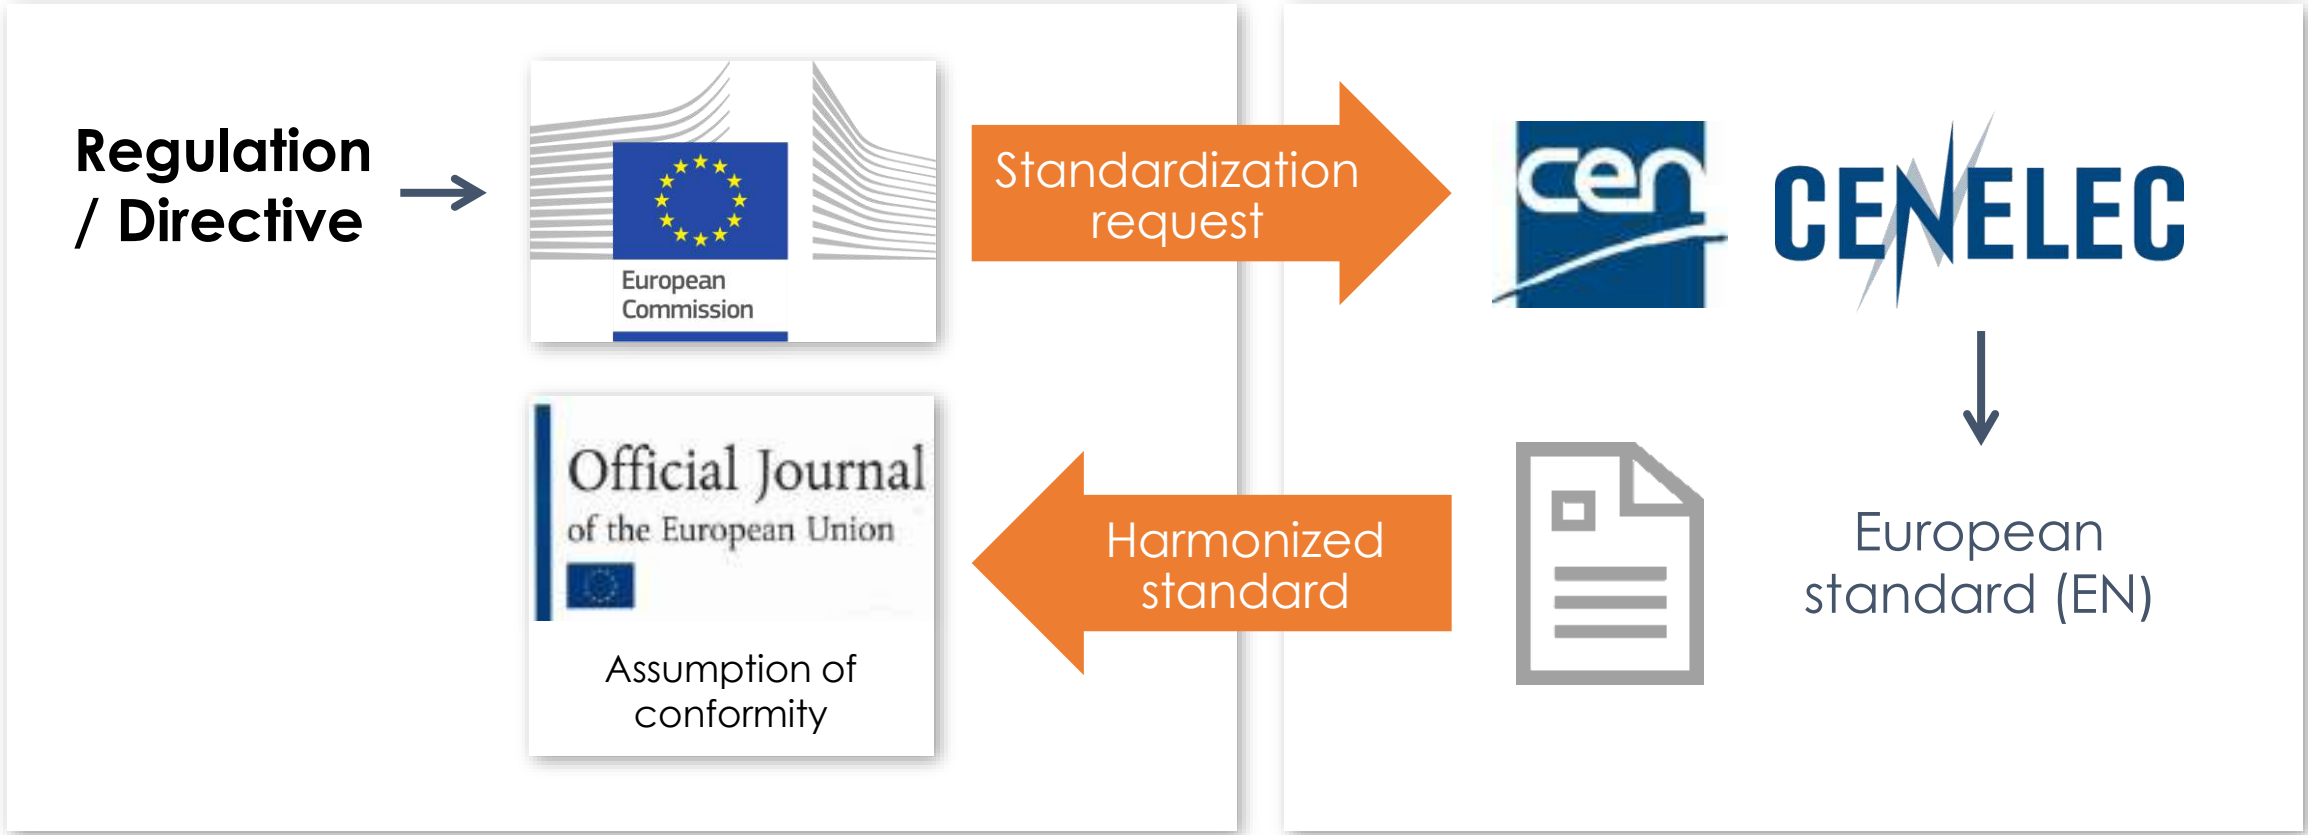 Regulation
/ Directive
European
Commission
Standardization
request
cen
CENELEC
Official Journal
of the European Union
Assumption of
conformity
Harmonized
standard
European
standard (EN)